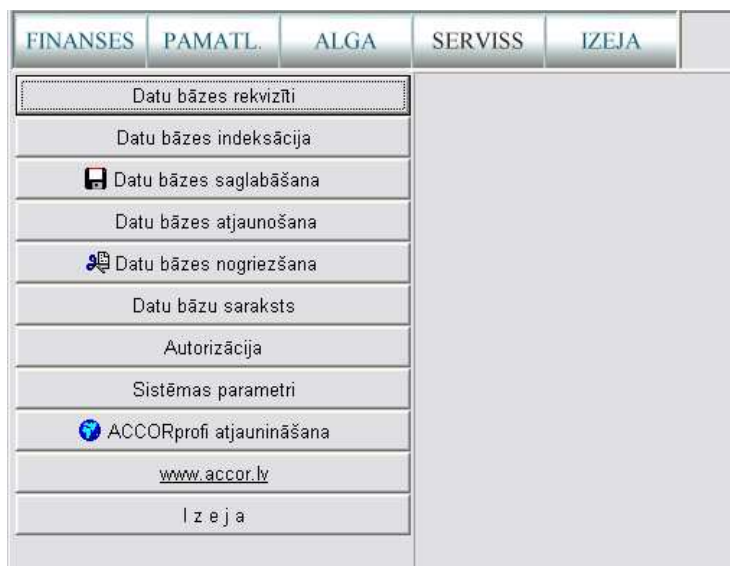 FINANSES PAMATL. ALGA SERVISS IZEJA
Datu bāzes rekvizīti
Datu bāzes indeksācija
Datu bāzes saglabāšana
Datu bāzes atjaunošana
Datu bāzes nogriezšana
Datu bāzu saraksts
Autorizācija
Sistēmas parametri
ACCORprofi atjaunināšana
www.accor.lv
I z e j a